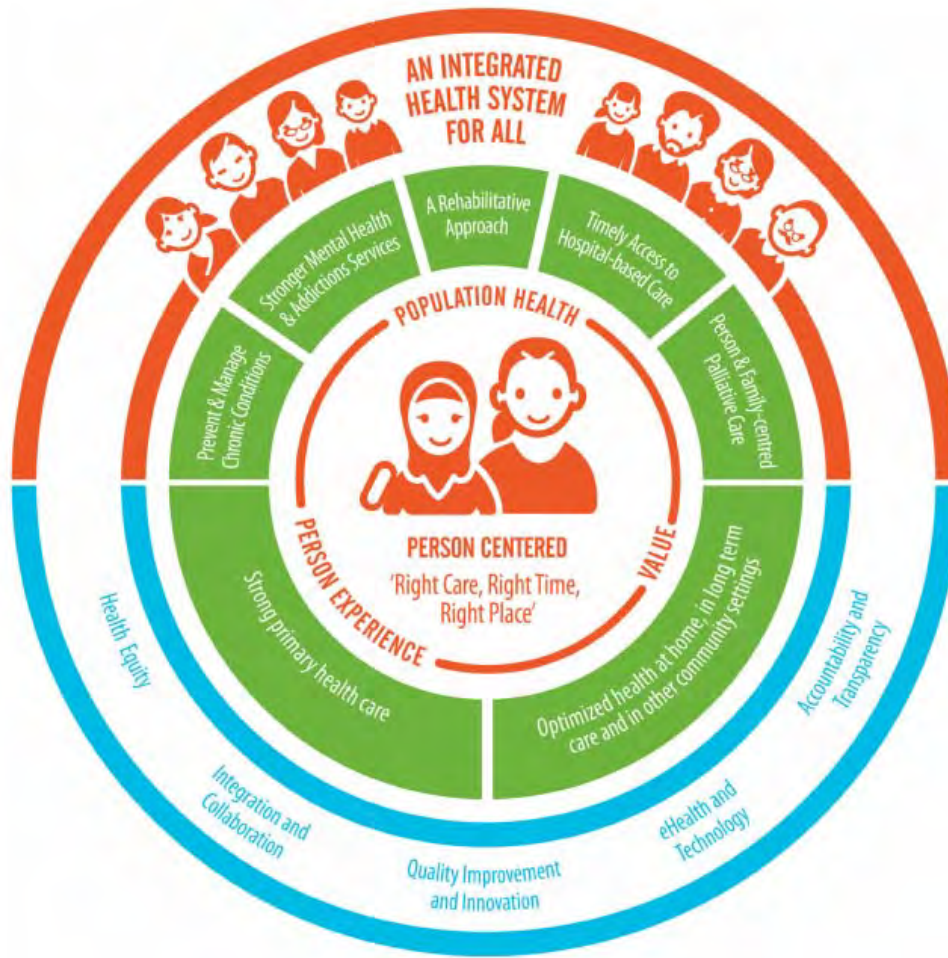 AN INTEGRATED
HEALTH SYSTEM
FOR ALL
Prevent & Manage
Chronic Conditions
Stronger Mental Health
& Addictions Services
A Rehabilitative
Approach
Timely Access to
Hospital-based Care
Person & Family-centred
Palliative Care
POPULATION HEALTH
PERSON EXPERIENCE
VALUE
PERSON CENTERED
'Right Care, Right Time,
Right Place'
Strong primary health care
Optimized health at home, in long term
care and in other community settings
Health Equity
Integration and
Collaboration
Quality Improvement
and Innovation
eHealth and
Technology
Accountability and
Transparency